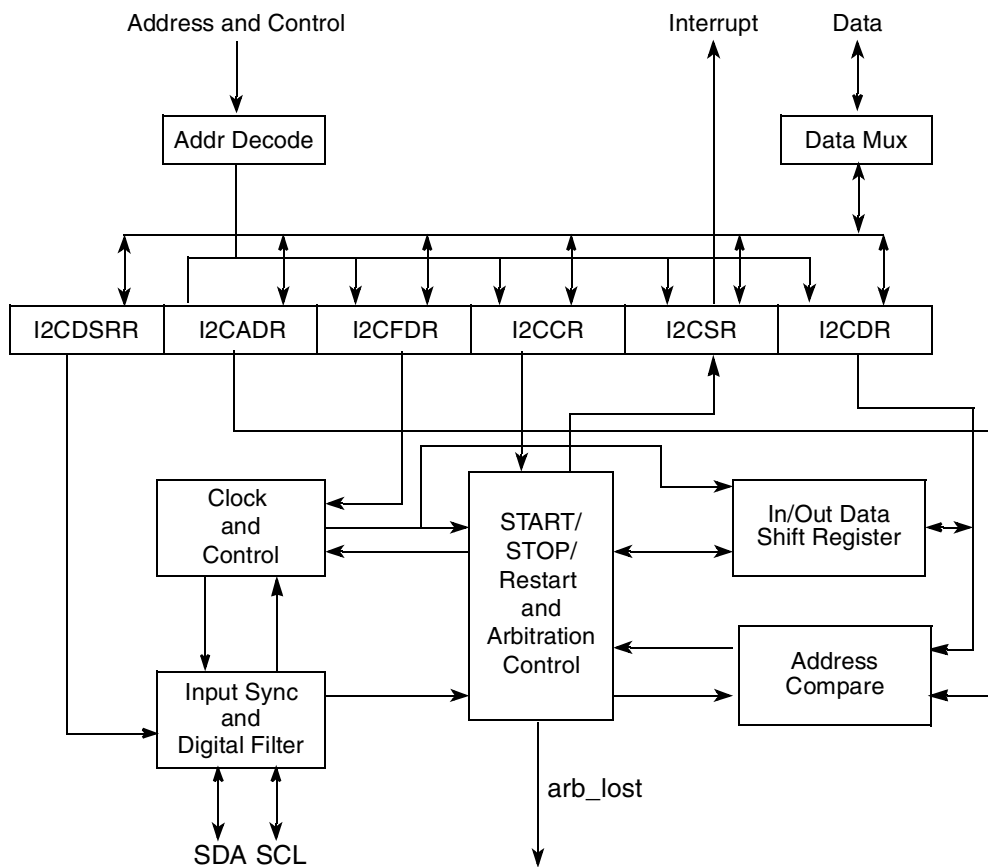 Address and Control
Interrupt
Data
Addr Decode
Data Mux
I2CDSRR
I2CADR
I2CFDR
I2CCR
I2CSR
I2CDR
Clock
and
Control
START/
STOP/
Restart
and
Arbitration
Control
In/Out Data
Shift Register
Input Sync
and
Digital Filter
Address
Compare
arb_lost
SDA
SCL